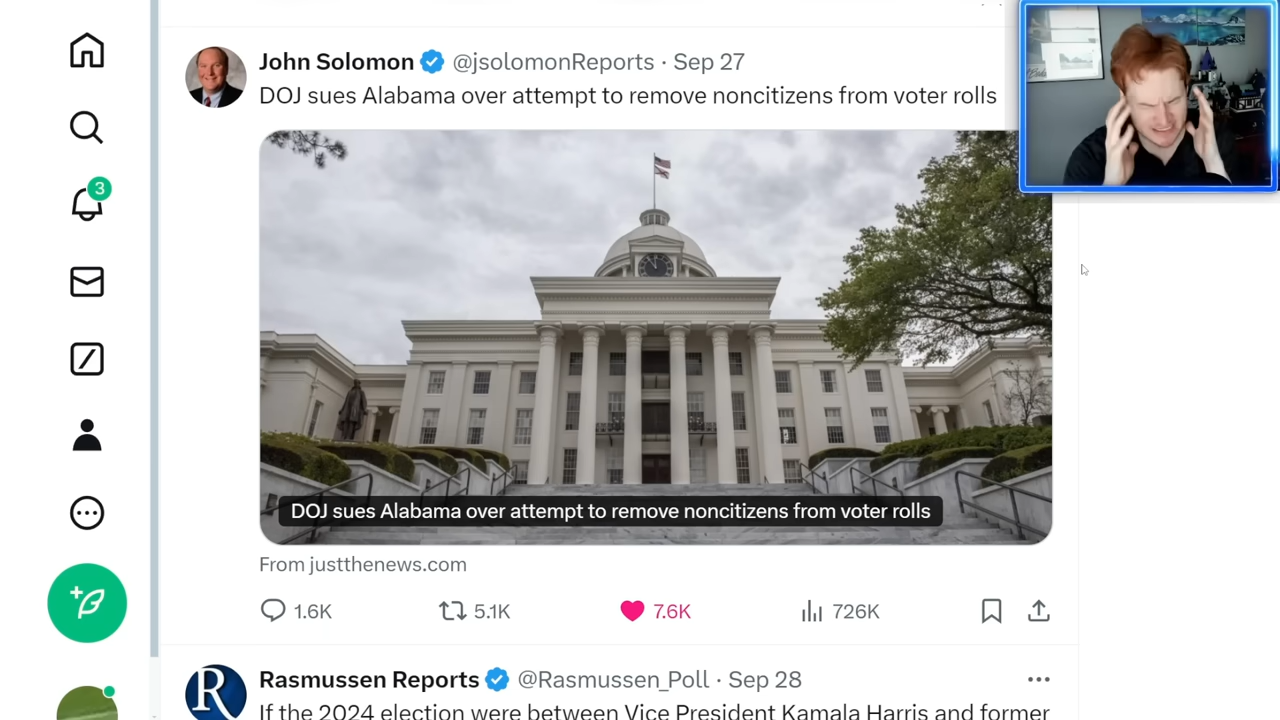 John Solomon @jsolomonReports · Sep 27
DOJ sues Alabama over attempt to remove noncitizens from voter rolls
3
DOJ sues Alabama over attempt to remove noncitizens from voter rolls
From justthenews.com
1.6K 5.1K 7.6K 726K
R
Rasmussen Reports @Rasmussen_Poll · Sep 28
If the 2024 election were between Vice President Kamala Harris and former